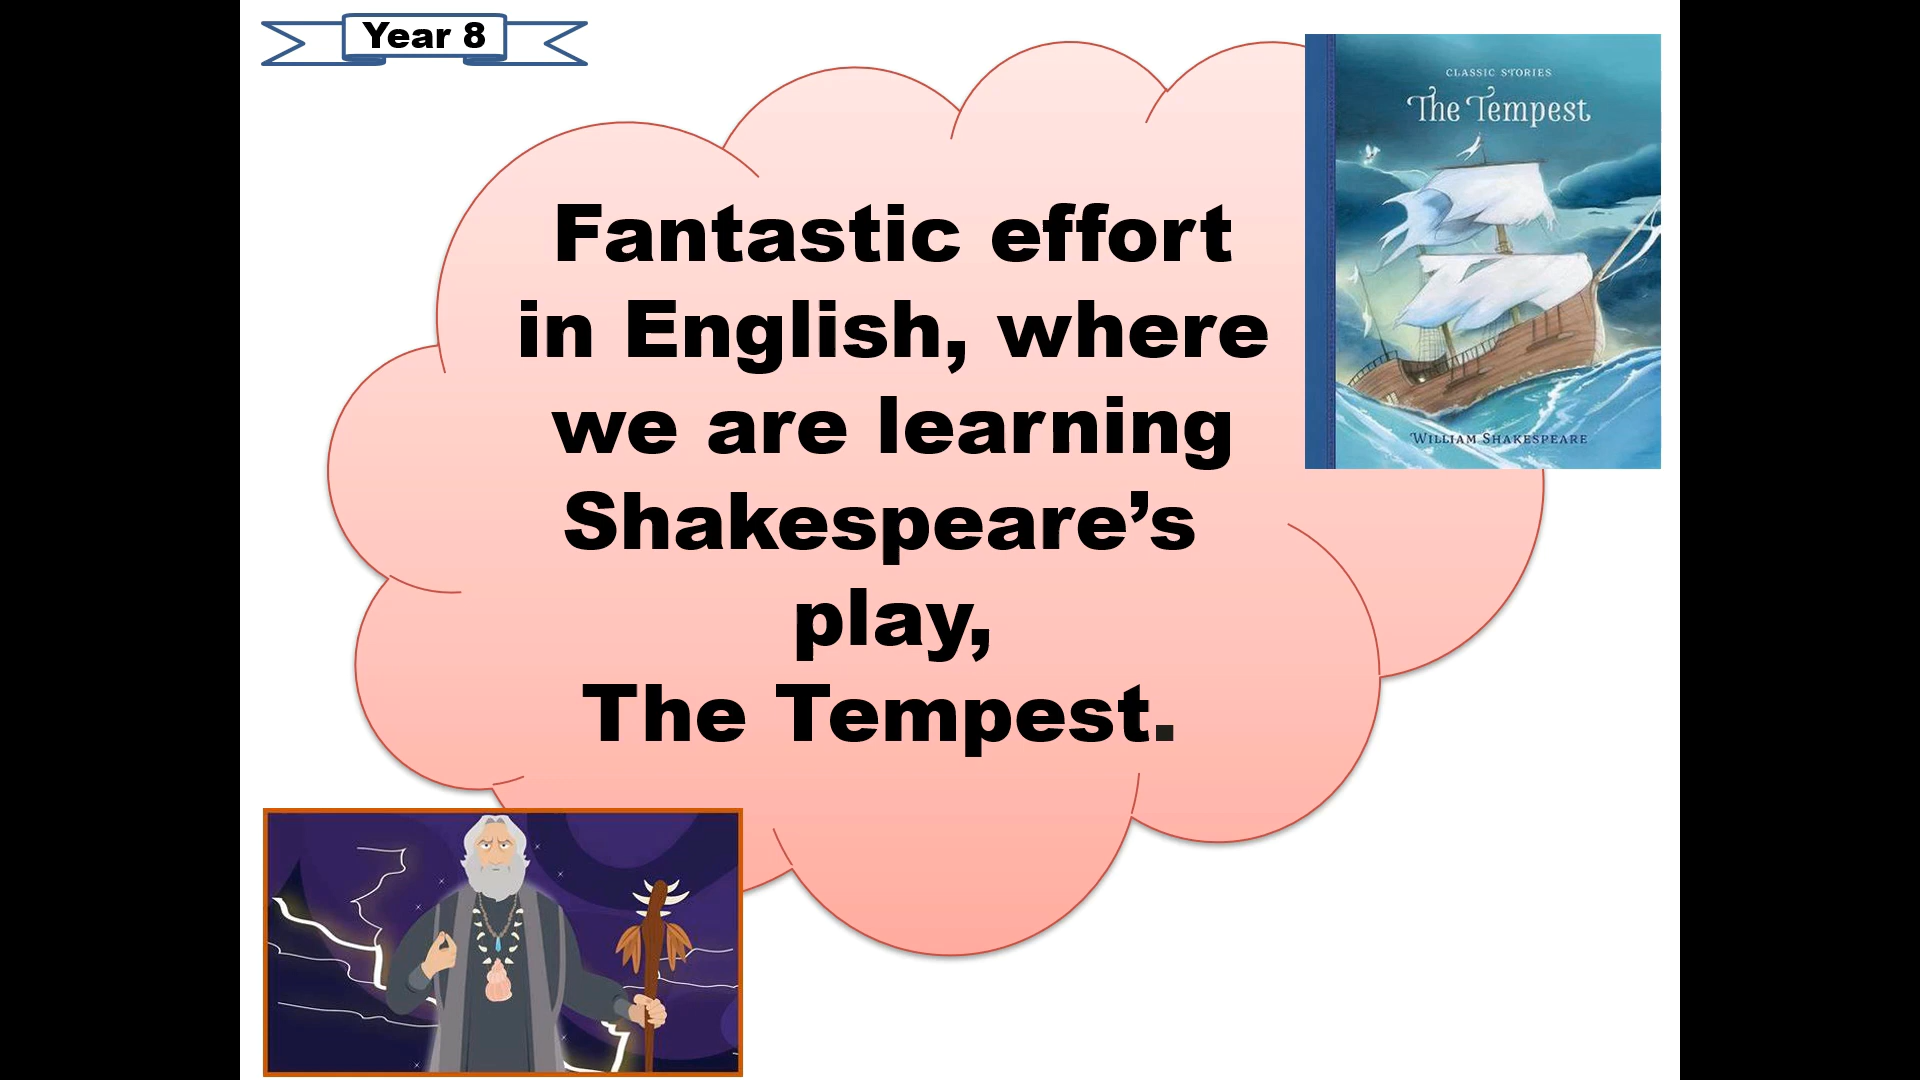 Year 8
CLASSIC STORIES
The Tempest
WILLIAM SHAKESPEARE
Fantastic effort
in English, where
we are learning
Shakespeare’s
play,
The Tempest.